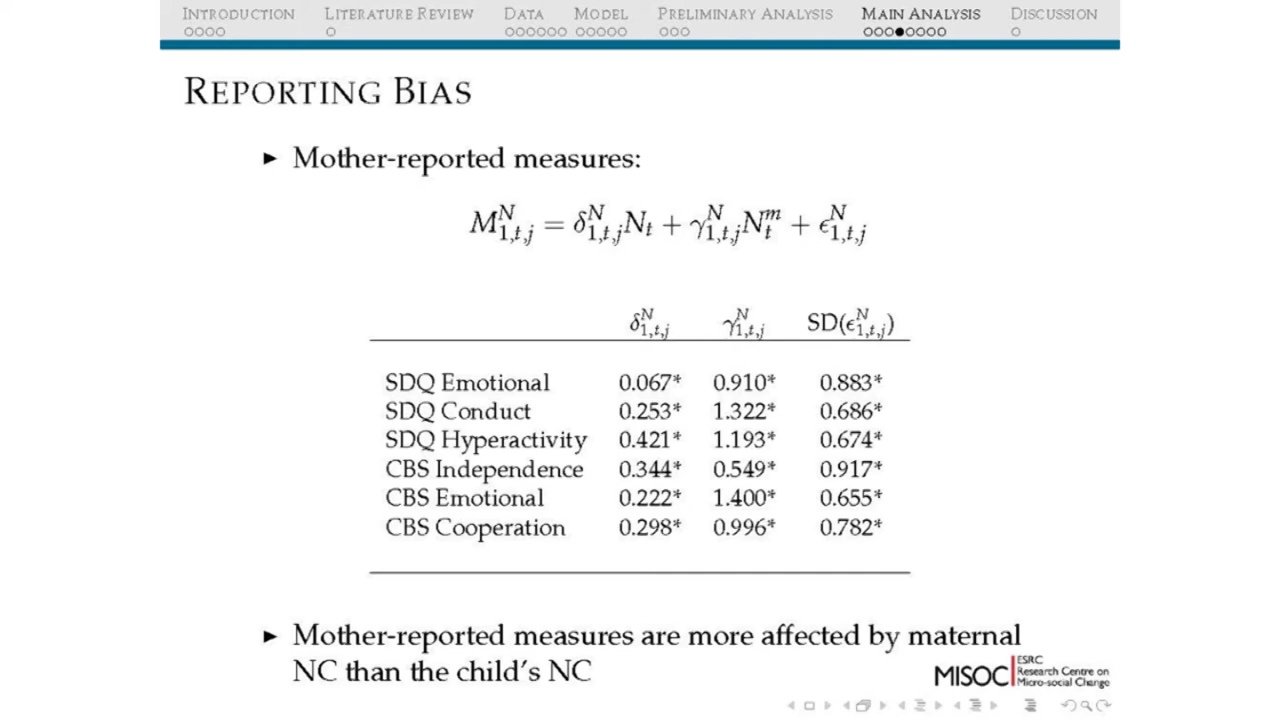 INTRODUCTION LITERATURE REVIEW DATA MODEL PRELIMINARY ANALYSIS MAIN ANALYSIS DISCUSSION
REPORTING BIAS
► Mother-reported measures:
M^N_{1,t,j} = δ^N_{1,t,j} N_t + γ^N_{1,t,j} N^m_t + ϵ^N_{1,t,j}
δ^N_{1,t,j} γ^N_{1,t,j} SD(ϵ^N_{1,t,j})
SDQ Emotional 0.067* 0.910* 0.883*
SDQ Conduct 0.253* 1.322* 0.686*
SDQ Hyperactivity 0.421* 1.193* 0.674*
CBS Independence 0.344* 0.549* 0.917*
CBS Emotional 0.222* 1.400* 0.655*
CBS Cooperation 0.298* 0.996* 0.782*
► Mother-reported measures are more affected by maternal
NC than the child's NC
MISOC
ESRC
Research Centre on
Micro-social Change